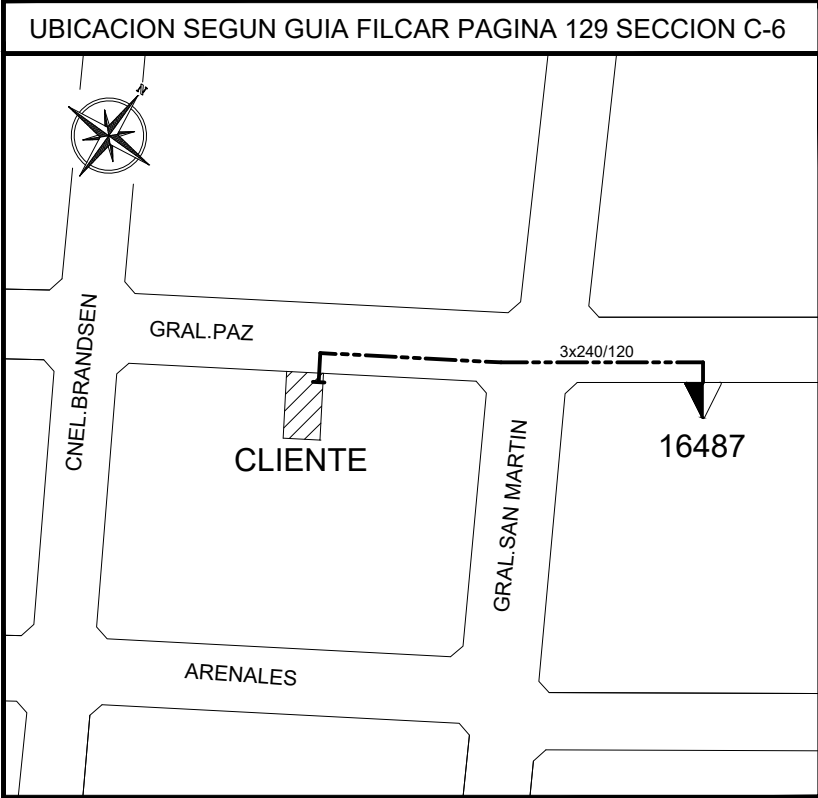 UBICACION SEGUN GUIA FILCAR PAGINA 129 SECCION C-6
N
GRAL.PAZ
3x240/120
CNEL.BRANDSEN
CLIENTE
16487
GRAL.SAN MARTIN
ARENALES